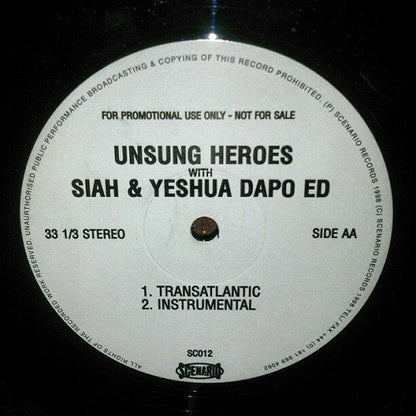 UNAUTHORISED PUBLIC PERFORMANCE BROADCASTING & COPYING OF THIS RECORD PROHIBITED. (P) SCENARIO RECORDS 1998 (C) SCENARIO RECORDS 1998 TEL/ FAX +44 (0) 181 969 4062
ALL RIGHTS OF THE RECORDED WORK RESERVED.
FOR PROMOTIONAL USE ONLY - NOT FOR SALE
UNSUNG HEROES
WITH
SIAH & YESHUA DAPO ED
33 1/3 STEREO
SIDE AA
1. TRANSATLANTIC
2. INSTRUMENTAL
SC012
SCENARIO